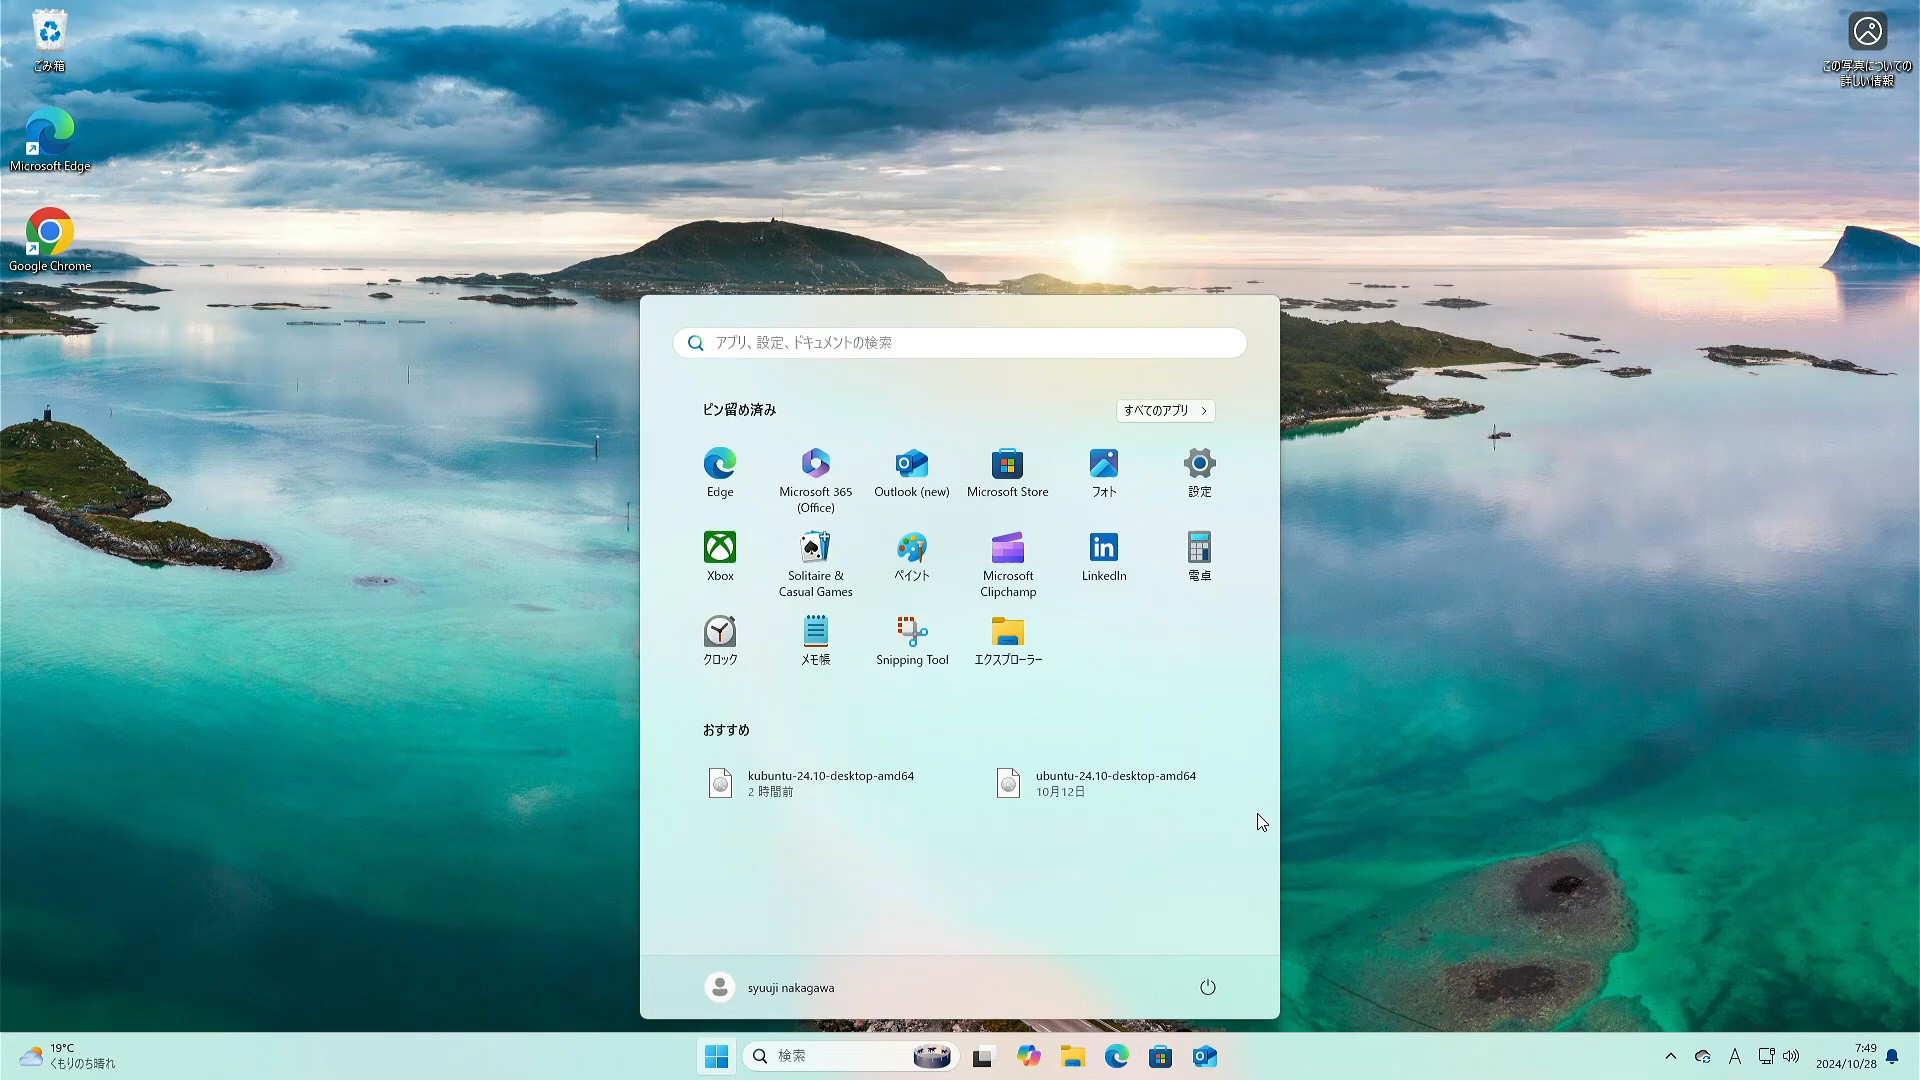 ごみ箱
Microsoft Edge
Google Chrome
この写真についての
詳しい情報
アプリ、設定、ドキュメントの検索
ピン留め済み
すべてのアプリ
Edge
Microsoft 365
(Office)
Outlook (new)
Microsoft Store
フォト
設定
Xbox
Solitaire &
Casual Games
ペイント
Microsoft
Clipchamp
LinkedIn
電卓
クロック
メモ帳
Snipping Tool
エクスプローラー
おすすめ
kubuntu-24.10-desktop-amd64
2 時間前
ubuntu-24.10-desktop-amd64
10月12日
syuuji nakagawa
19°C
くもりのち晴れ
検索
A
7:49
2024/10/28